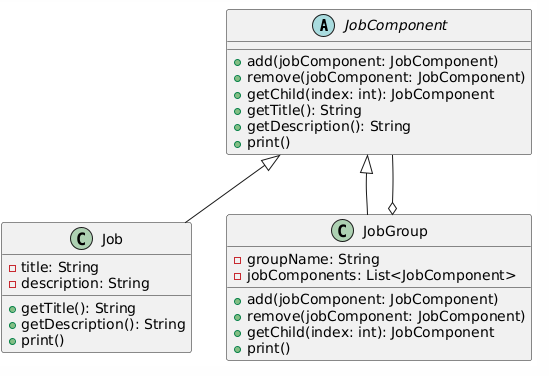 A JobComponent
add(jobComponent: JobComponent)
remove(jobComponent: JobComponent)
getChild(index: int): JobComponent
getTitle(): String
getDescription(): String
print()
C Job
title: String
description: String
getTitle(): String
getDescription(): String
print()
C JobGroup
groupName: String
jobComponents: List<JobComponent>
add(jobComponent: JobComponent)
remove(jobComponent: JobComponent)
getChild(index: int): JobComponent
print()